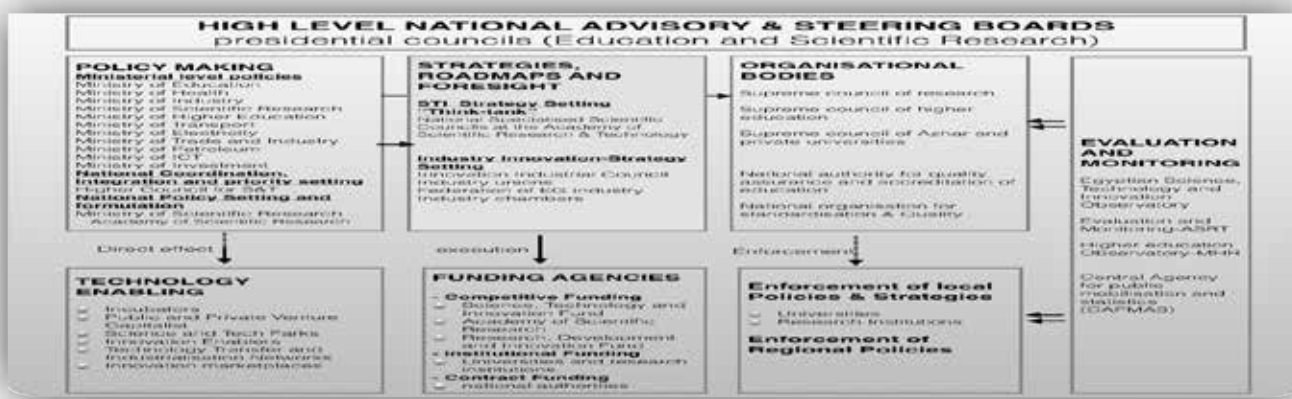 HIGH LEVEL NATIONAL ADVISORY & STEERING BOARDS
presidential councils (Education and Scientific Research)
POLICY MAKING
Ministerial level policies
Ministry of Education
Ministry of Health
Ministry of Industry
Ministry of Scientific Research
Ministry of Higher Education
Ministry of Transport
Ministry of Electricity
Ministry of Trade and Industry
Ministry of Petroleum
Ministry of ICT
Ministry of Investment
National Coordination,
Integration and priority setting
Higher Council for S&T
National Policy Setting and
formulation
Ministry of Scientific Research
Academy of Scientific Research
STRATEGIES,
ROADMAPS AND
FORESIGHT
STI Strategy Setting
"Think-tank"
National Specialised Scientific
Councils at the Academy of
Scientific Research & Technology
Industry Innovation-Strategy
Setting
Innovation Industrial Council
Industry unions
Federation of EG Industry
Industry chambers
ORGANISATIONAL
BODIES
Supreme council of research
Supreme council of higher
education
Supreme council of Azhar and
private universities
National authority for quality
assurance and accreditation of
education
National organisation for
standardisation & Quality
EVALUATION
AND
MONITORING
Egyptian Science,
Technology and
Innovation
Observatory
Evaluation and
Monitoring-ASRT
Higher education
Observatory-MHR
Central Agency
for public
mobilisation and
statistics
(CAPMAS)
Direct effect
execution
Enforcement
TECHNOLOGY
ENABLING
Incubators
Public and Private Venture
Capitalist
Science and Tech Parks
Innovation Enablers
Technology Transfer and
Industrialisation Networks
Innovation marketplaces
FUNDING AGENCIES
- Competitive Funding
Science, Technology and
Innovation Fund
Academy of Scientific
Research
Research, Development
and Innovation Fund
- Institutional Funding
Universities and research
institutions
- Contract Funding
national authorities
Enforcement of local
Policies & Strategies
Universities
Research Institutions
Enforcement of
Regional Policies